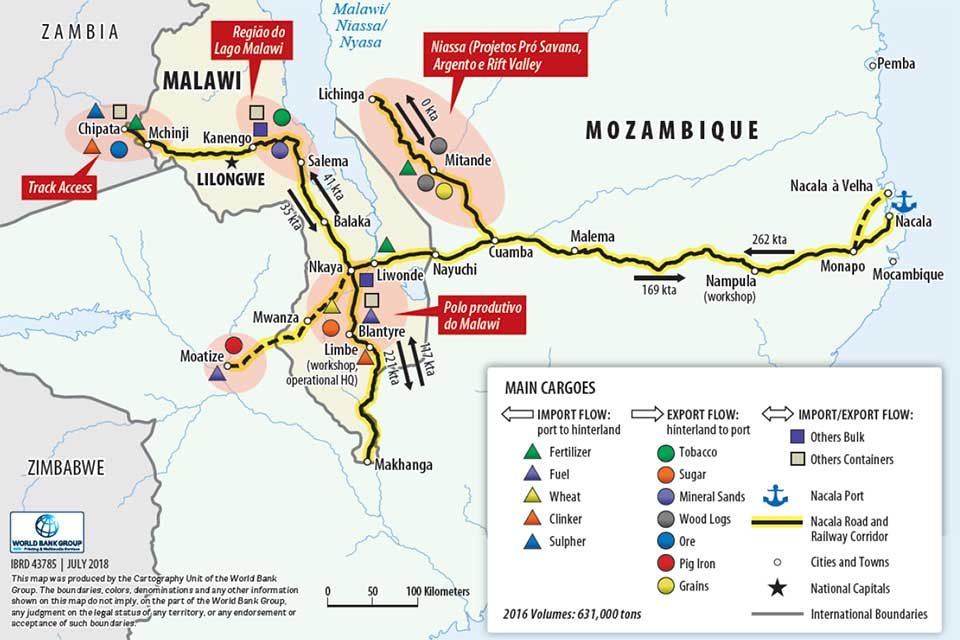 ZAMBIA
Malawi/
Niassa/
Nyasa
Região do
Lago Malawi
Niassa (Projetos Pró Savana,
Argento e Rift Valley
Pemba
MALAWI
Lichinga
0 kta
MOZAMBIQUE
Chipata
Mchinji
Kanengo
Mitande
LILONGWE
Salema
Track Access
Nacala à Velha
Nacala
41 kta
35 kta
Balaka
Cuamba
Malema
262 kta
Monapo
Nkaya
Liwonde
Nayuchi
169 kta
Nampula
(workshop)
Mocambique
Mwanza
Polo produtivo
do Malawi
Blantyre
Moatize
Limbe
(workshop,
operational HQ)
221 kta
117 kta
Makhanga
ZIMBABWE
MAIN CARGOES
IMPORT FLOW:
port to hinterland
Fertilizer
Fuel
Wheat
Clinker
Sulpher
EXPORT FLOW:
hinterland to port
Tobacco
Sugar
Mineral Sands
Wood Logs
Ore
Pig Iron
Grains
IMPORT/EXPORT FLOW:
Others Bulk
Others Containers
Nacala Port
Nacala Road and
Railway Corridor
Cities and Towns
National Capitals
International Boundaries
2016 Volumes: 631,000 tons
0 50 100 Kilometers
WORLD BANK GROUP
Printing & Multimedia Services
IBRD 43785 | JULY 2018
This map was produced by the Cartography Unit of the World Bank
Group. The boundaries, colors, denominations and any other information
shown on this map do not imply, on the part of the World Bank Group,
any judgment on the legal status of any territory, or any endorsement or
acceptance of such boundaries.